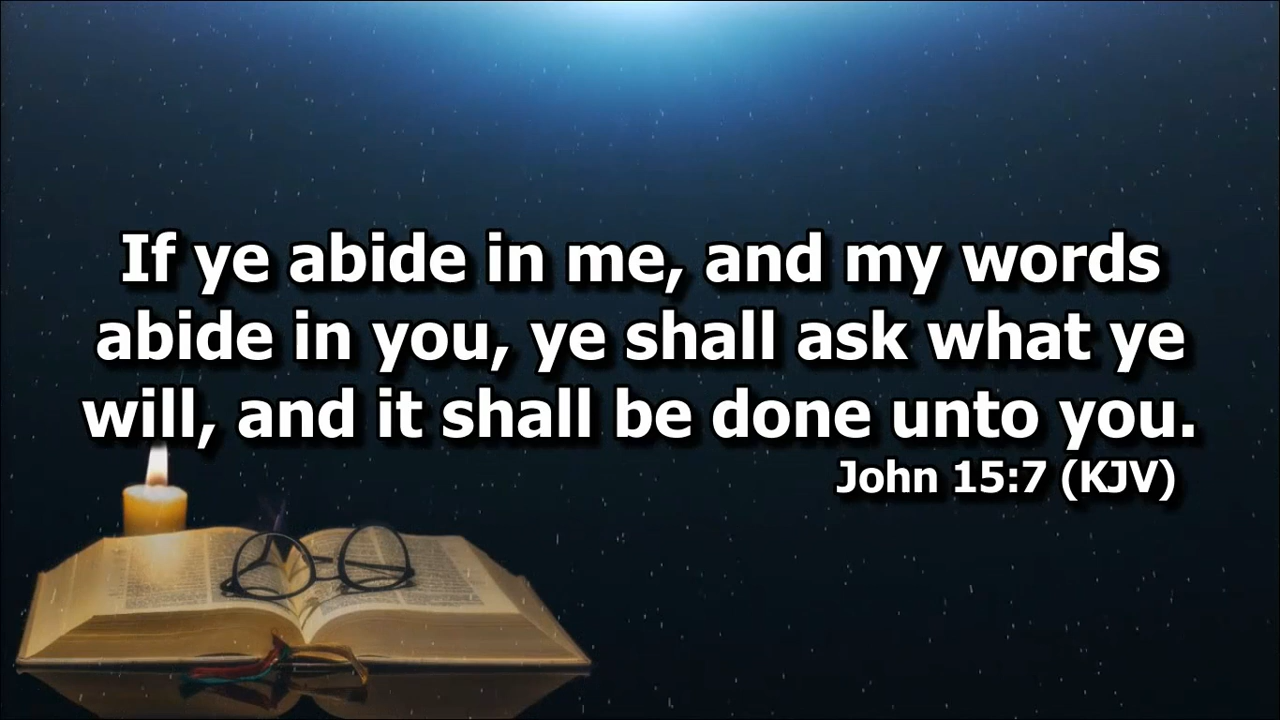 If ye abide in me, and my words
abide in you, ye shall ask what ye
will, and it shall be done unto you.
John 15:7 (KJV)